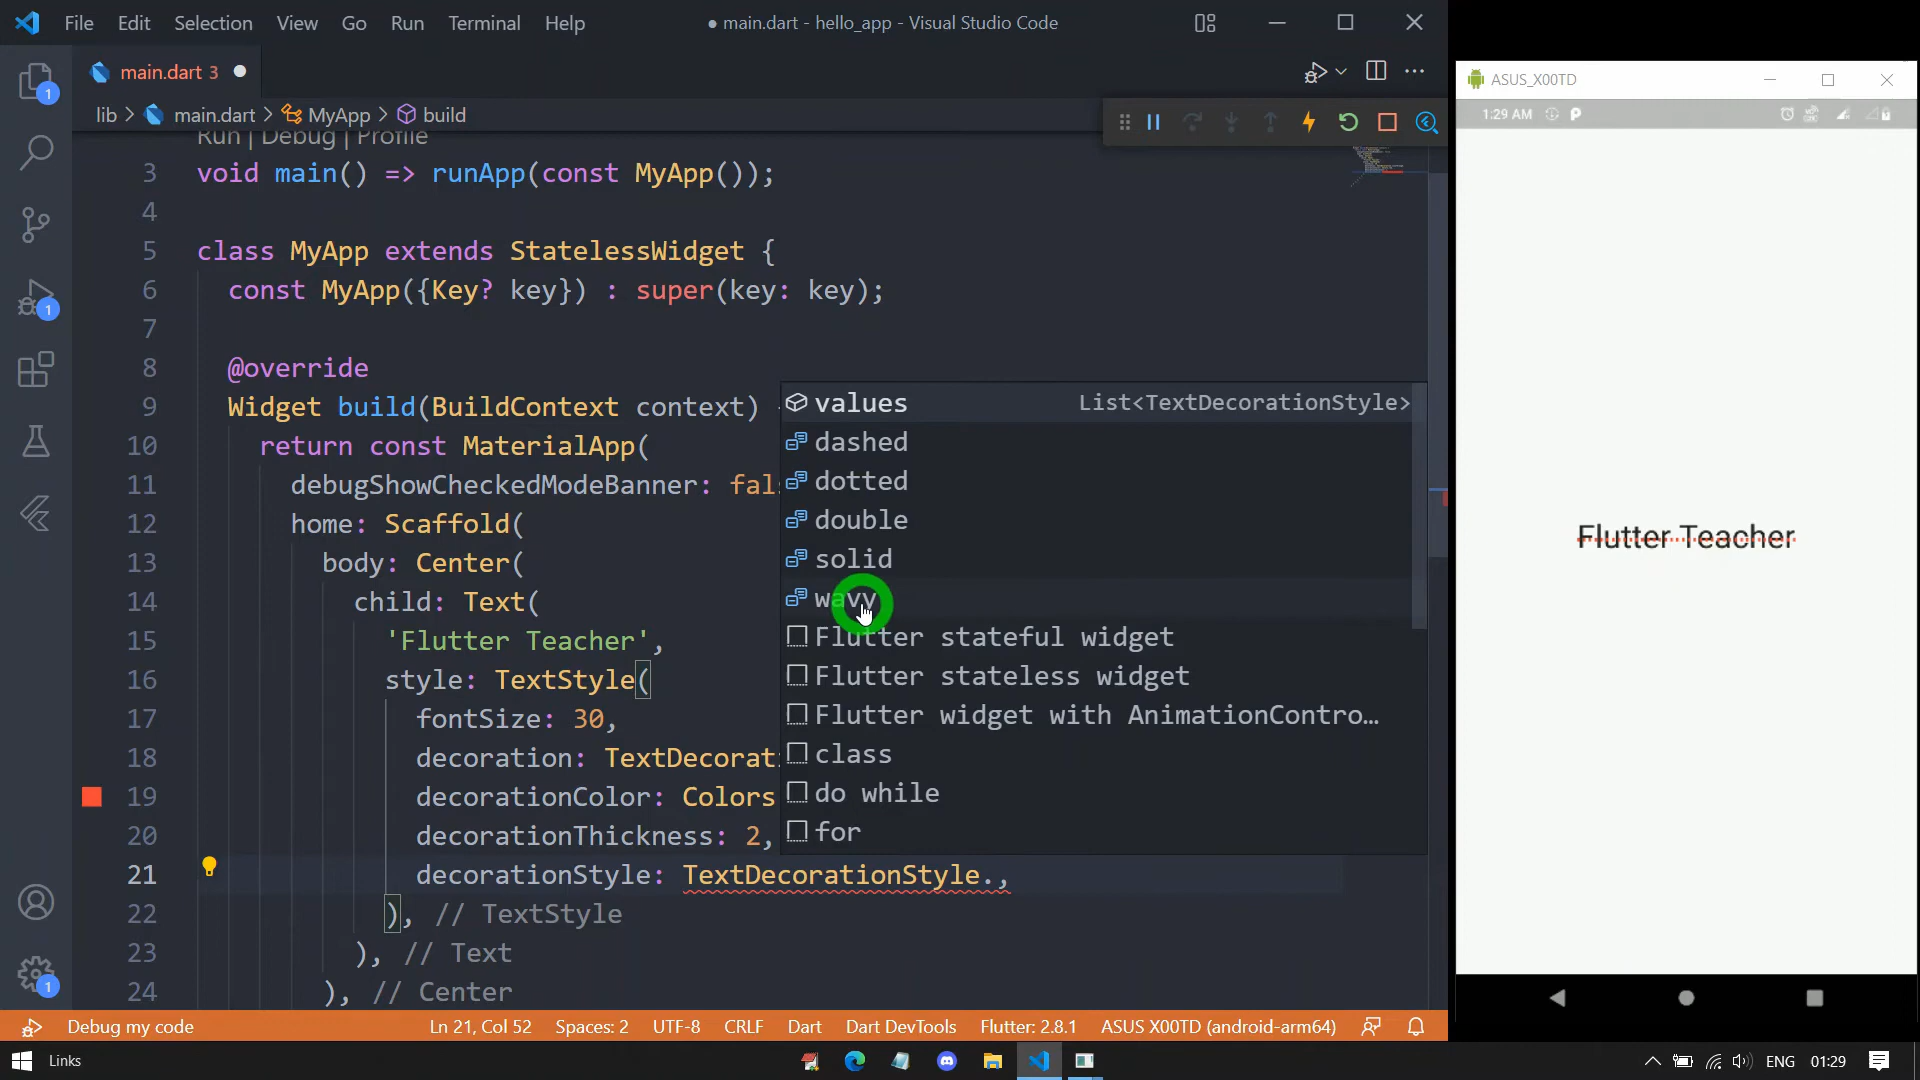 File Edit Selection View Go Run Terminal Help
● main.dart - hello_app - Visual Studio Code
main.dart 3 ●
lib > main.dart > MyApp > build
Run | Debug | Profile
3 void main() => runApp(const MyApp());
4
5 class MyApp extends StatelessWidget {
6 const MyApp({Key? key}) : super(key: key);
7
8 @override
9 Widget build(BuildContext context)
10 return const MaterialApp(
11 debugShowCheckedModeBanner: fal
12 home: Scaffold(
13 body: Center(
14 child: Text(
15 'Flutter Teacher',
16 style: TextStyle(
17 fontSize: 30,
18 decoration: TextDecorat
19 decorationColor: Colors
20 decorationThickness: 2,
21 decorationStyle: TextDecorationStyle.,
22 ), // TextStyle
23 ), // Text
24 ), // Center
values List<TextDecorationStyle>
dashed
dotted
double
solid
wavy
Flutter stateful widget
Flutter stateless widget
Flutter widget with AnimationContro…
class
do while
for
1
1
1
Debug my code Ln 21, Col 52 Spaces: 2 UTF-8 CRLF Dart Dart DevTools Flutter: 2.8.1 ASUS X00TD (android-arm64)
ASUS_X00TD
1:29 AM
Flutter Teacher
Links ENG 01:29